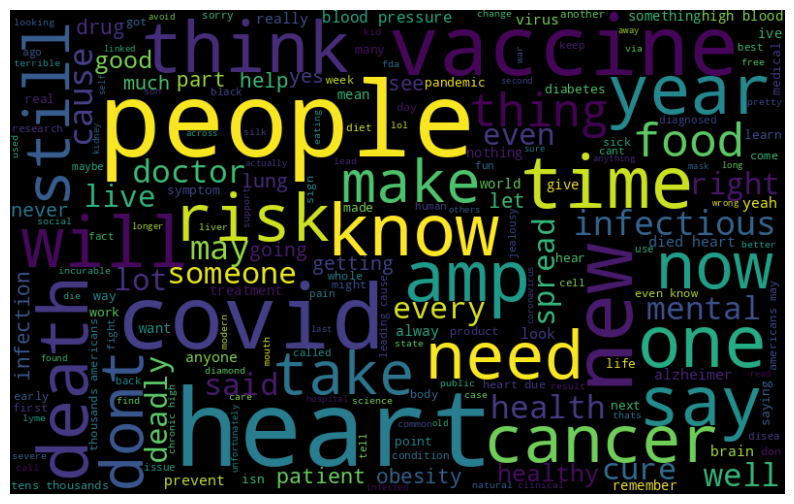 people
vaccine
heart
covid
think
time
know
risk
year
will
still
death
new
cancer
need
say
one
now
amp
take
make
thing
food
dont
may
someone
infectious
health
every
mental
said
doctor
live
lot
right
cure
well
even
help
good
cause
drug
much
part
yes
see
blood pressure
really
virus
another
something
high blood
change
avoid
sorry
looking
got
linked
kid
many
keep
via
away
ive
best
free
medical
ago
terrible
self
son
black
week
mean
fda
pandemic
war
second
diabetes
pretty
real
research
used
kidney
across
silk
eating
diet
lol
day
nothing
sick
cant
diagnosed
learn
come
maybe
lung
symptom
actually
sign
lead
fun
sure
world
let
give
anything
mask
long
wrong
yeah
never
social
fact
longer
liver
support
made
human
others
jealousy
coronavirus
spread
hear
use
died heart
better
cell
infection
incurable
die
way
work
going
getting
whole
might
treatment
pain
want
fight
modern
last
leading cause
alway
product
look
state
even know
americans may
thousands americans
found
early
first
lyme
severe
call
tens thousands
back
find
deadly
chronic high
issue
prevent
called
anyone
mouth
diamond
care
unfortunately
hospital
science
body
public
heart due
result
case
common
old
thats
life
alzheimer
saying
next
brain
disea
don
read
point
condition
tell
patient
isn
obesity
infected
natural
clinical
healthy
remember